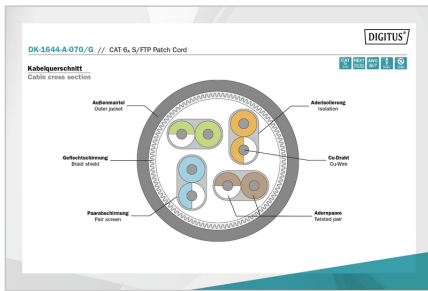 DIGITUS®
DK-1644-A-070/G // CAT 6A S/FTP Patch Cord
Kabelquerschnitt
Cable cross section
Außenmantel
Outer jacket
Aderisolierung
Isolation
Geflechtschirmung
Braid shield
Cu-Draht
Cu-Wire
Paarabschirmung
Pair screen
Adernpaare
Twisted pair